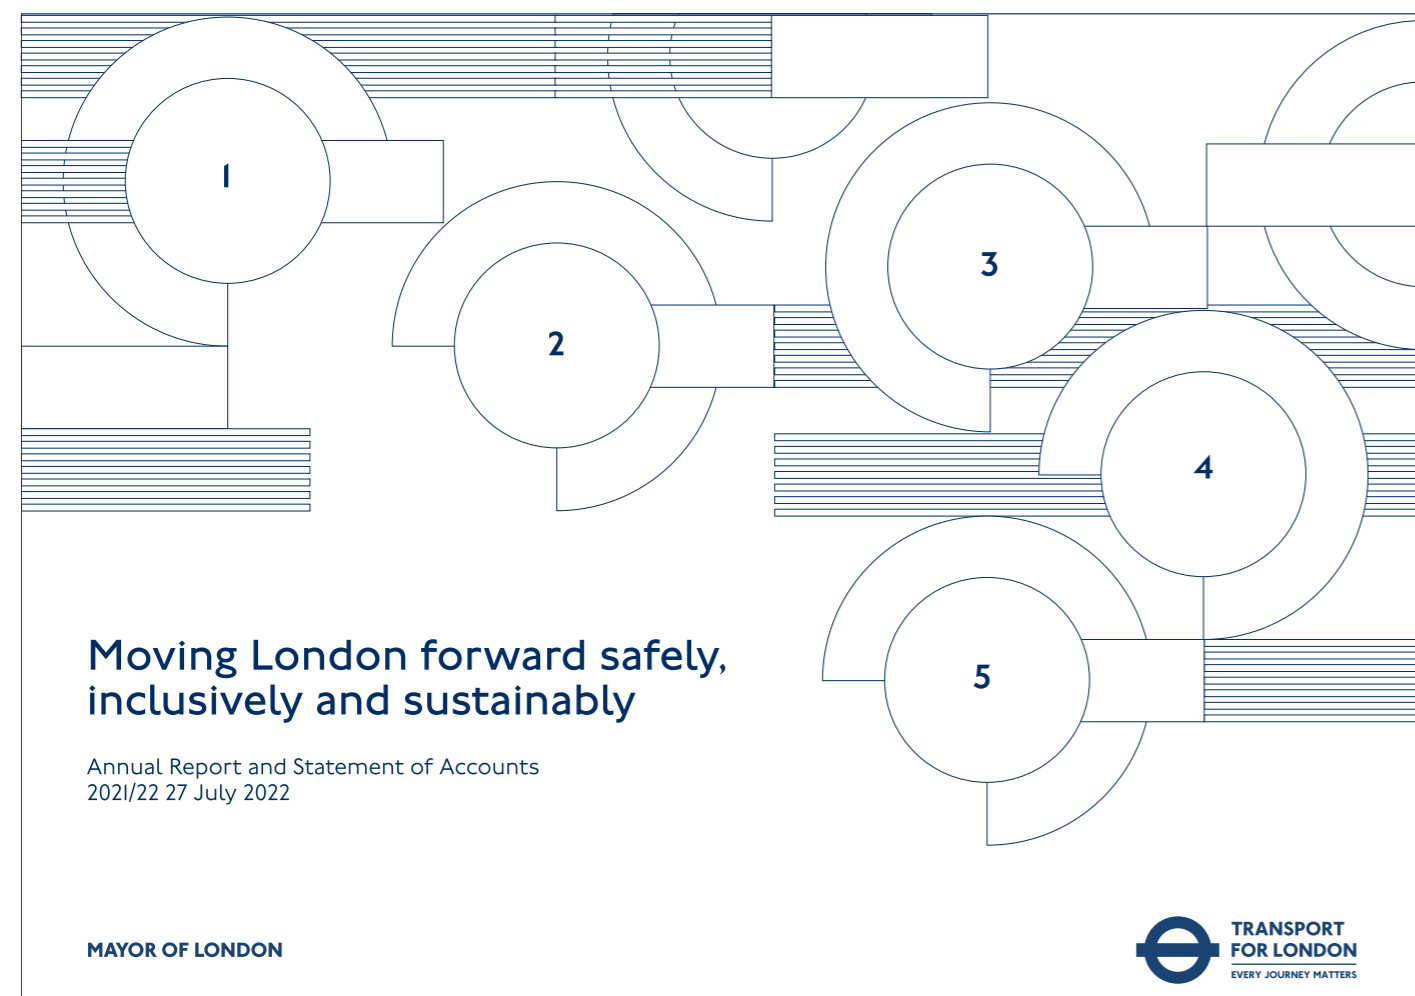 1
2
3
4
5
Moving London forward safely,
inclusively and sustainably
Annual Report and Statement of Accounts
2021/22 27 July 2022
MAYOR OF LONDON
TRANSPORT
FOR LONDON
EVERY JOURNEY MATTERS